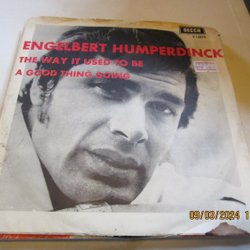 DECCA
ENGELBERT HUMPERDINCK
THE WAY IT USED TO BE
A GOOD THING GOING
09/03/2024